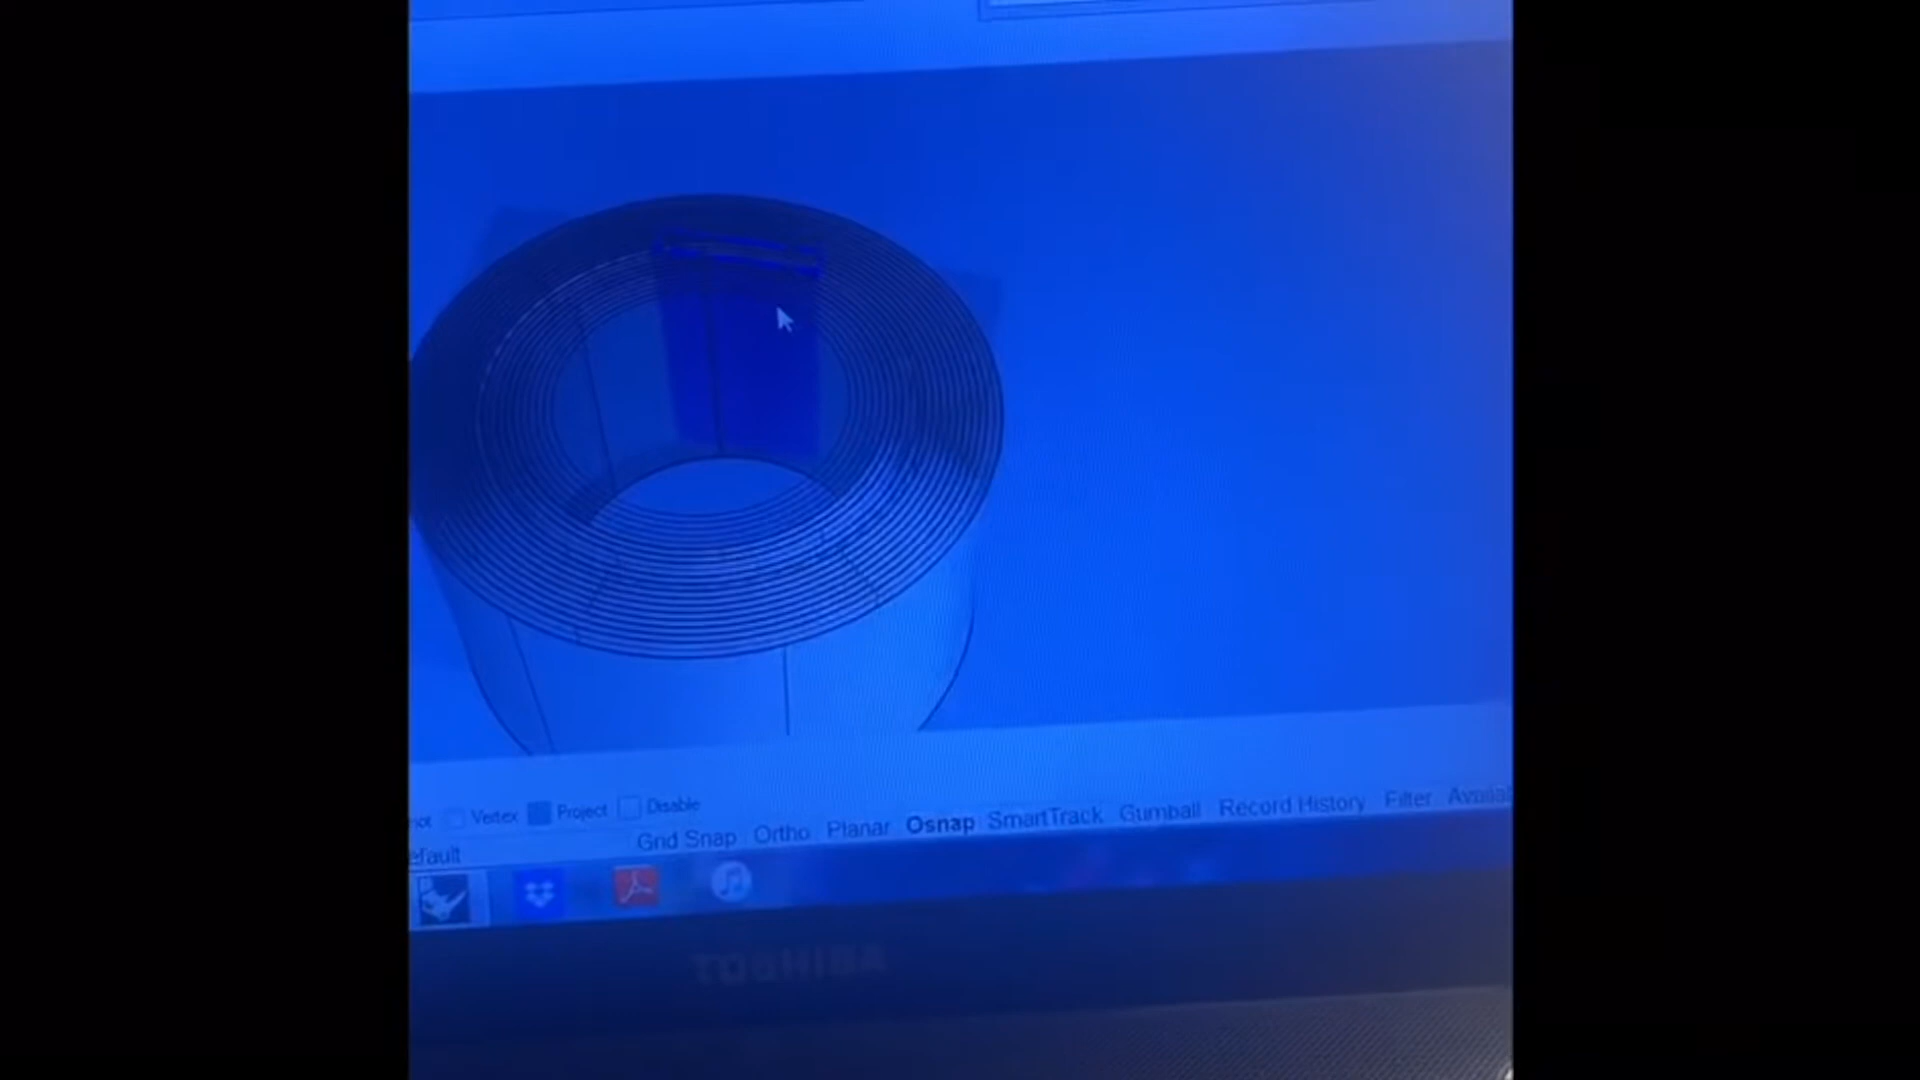 Vertex Project Disable
Grid Snap Ortho Planar Osnap SmartTrack Gumball Record History Filter
TOSHIBA